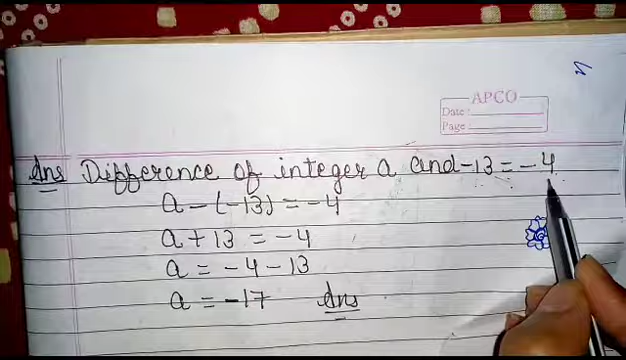 APCO
Date:
Page
Ans Difference of integer a and -13 = -4
a - (-13) = -4
a + 13 = -4
a = -4 - 13
a = -17 Ans